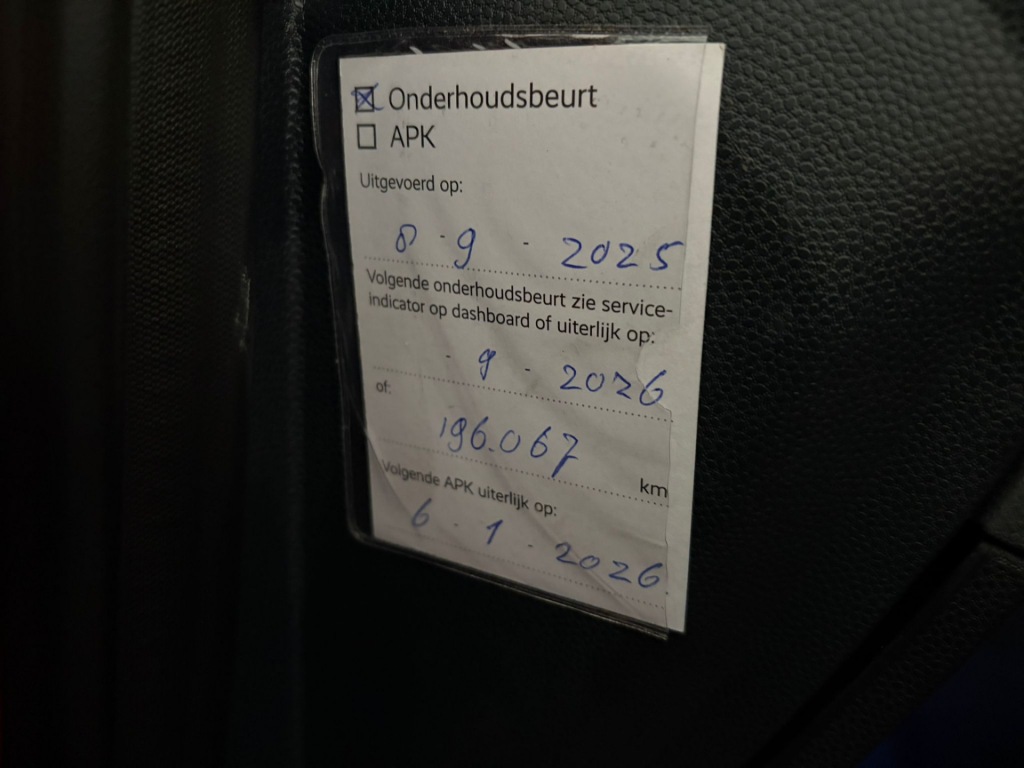 ☒ Onderhoudsbeurt
☐ APK
Uitgevoerd op:
8 - 9 - 2025
Volgende onderhoudsbeurt zie service-
indicator op dashboard of uiterlijk op:
- 9 - 2026
of:
196.067 km
Volgende APK uiterlijk op:
6 - 1 - 2026